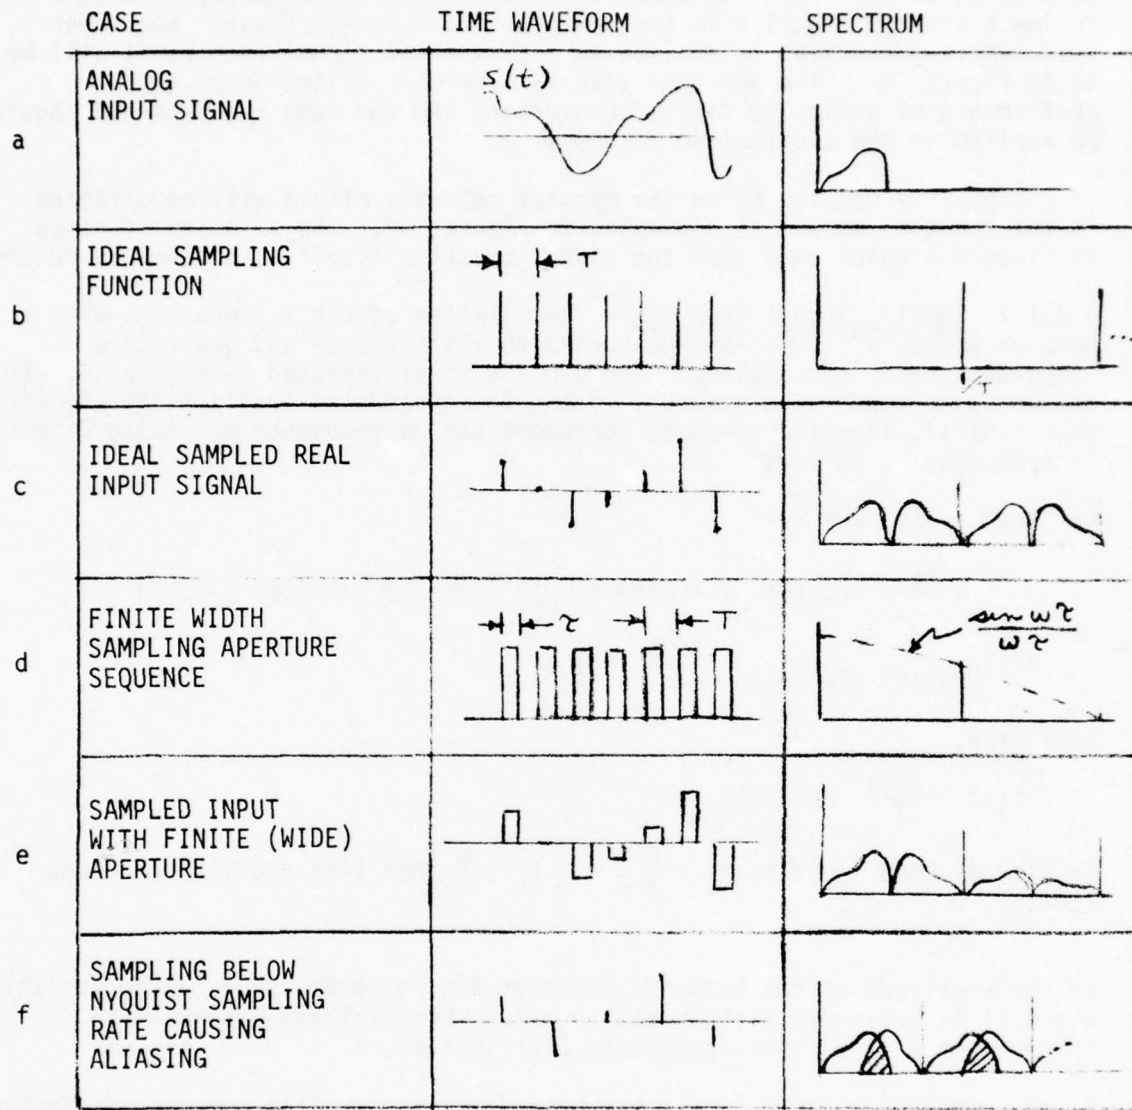 CASE
TIME WAVEFORM
SPECTRUM
a
ANALOG
INPUT SIGNAL
s(t)
b
IDEAL SAMPLING
FUNCTION
T
1/T
c
IDEAL SAMPLED REAL
INPUT SIGNAL
d
FINITE WIDTH
SAMPLING APERTURE
SEQUENCE
τ
T
sin ωτ
ωτ
e
SAMPLED INPUT
WITH FINITE (WIDE)
APERTURE
f
SAMPLING BELOW
NYQUIST SAMPLING
RATE CAUSING
ALIASING